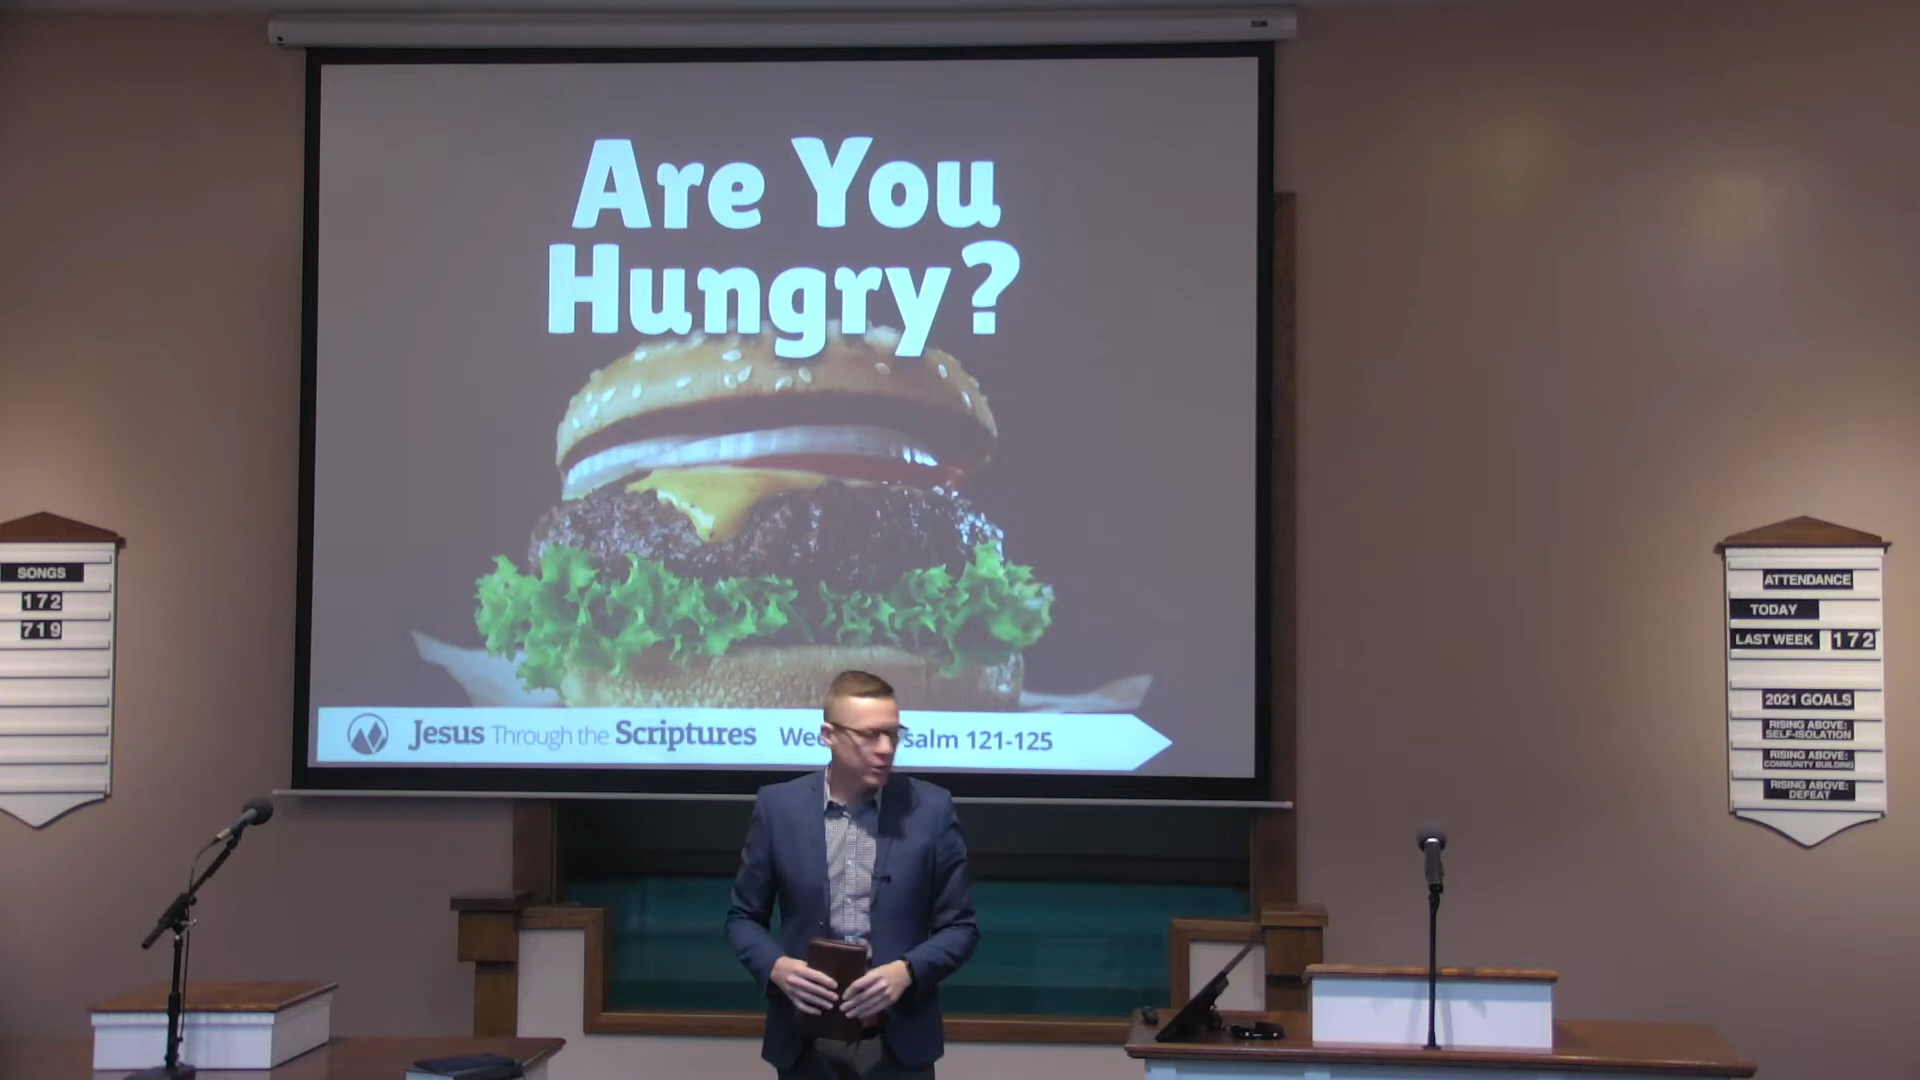 Are You
Hungry?
Jesus Through the Scriptures
salm 121-125
SONGS
172
719
ATTENDANCE
TODAY
LAST WEEK 172
2021 GOALS
RISING ABOVE:
SELF-ISOLATION
RISING ABOVE:
COMMUNITY BUILDING
RISING ABOVE:
DEFEAT